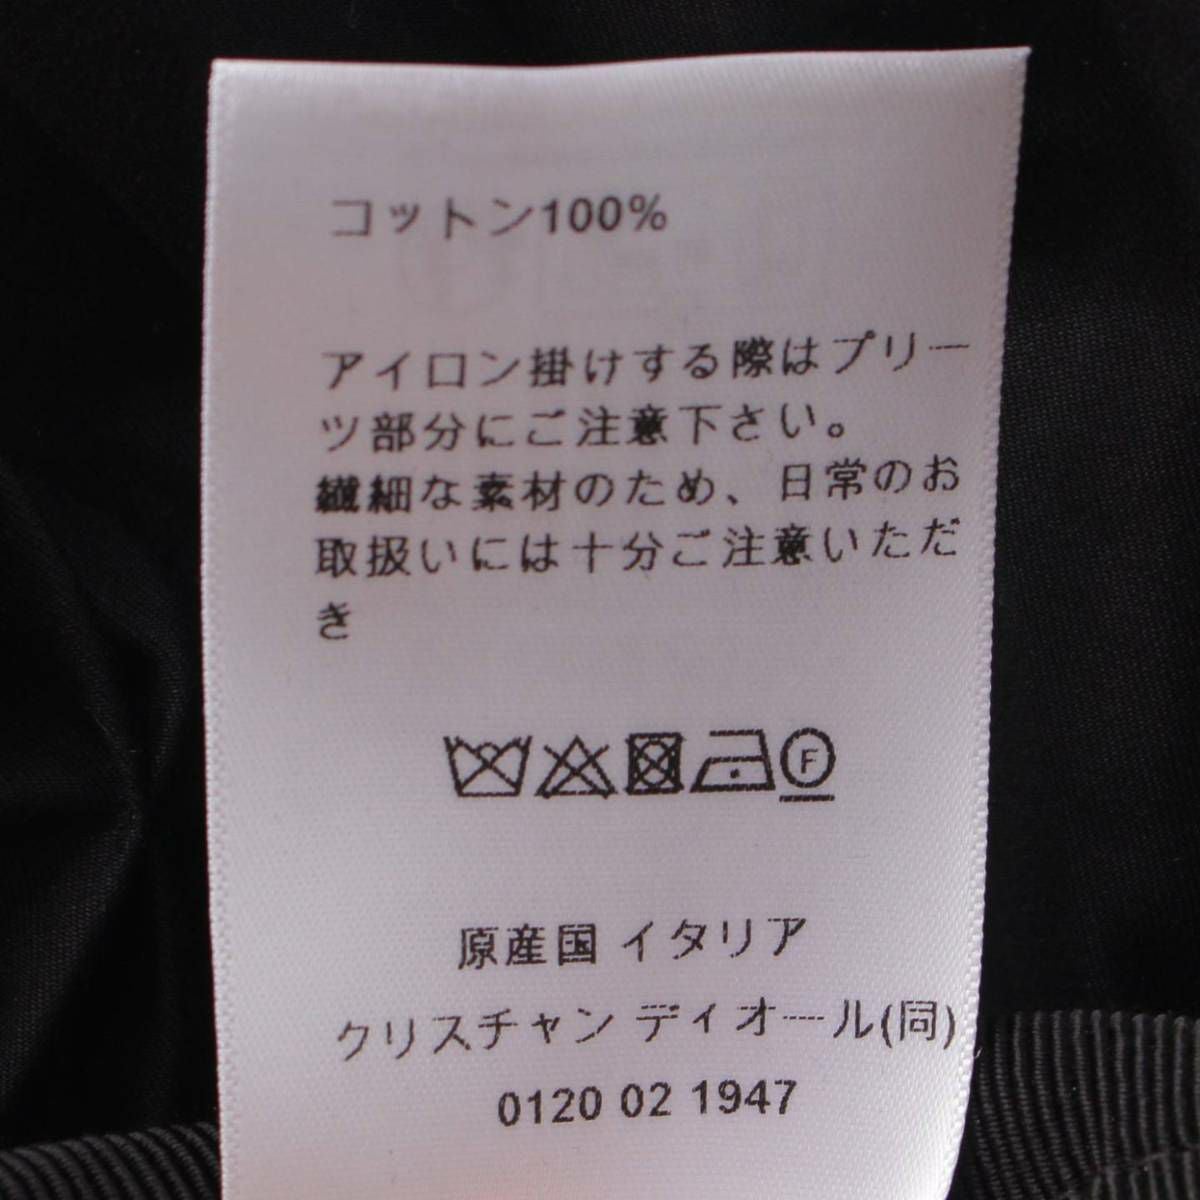 コットン100%
アイロン掛けする際はプリー
ツ部分にご注意下さい。
繊細な素材のため、日常のお
取扱いには十分ご注意いただ
き
F
原産国 イタリア
クリスチャン ディオール(同)
0120 02 1947